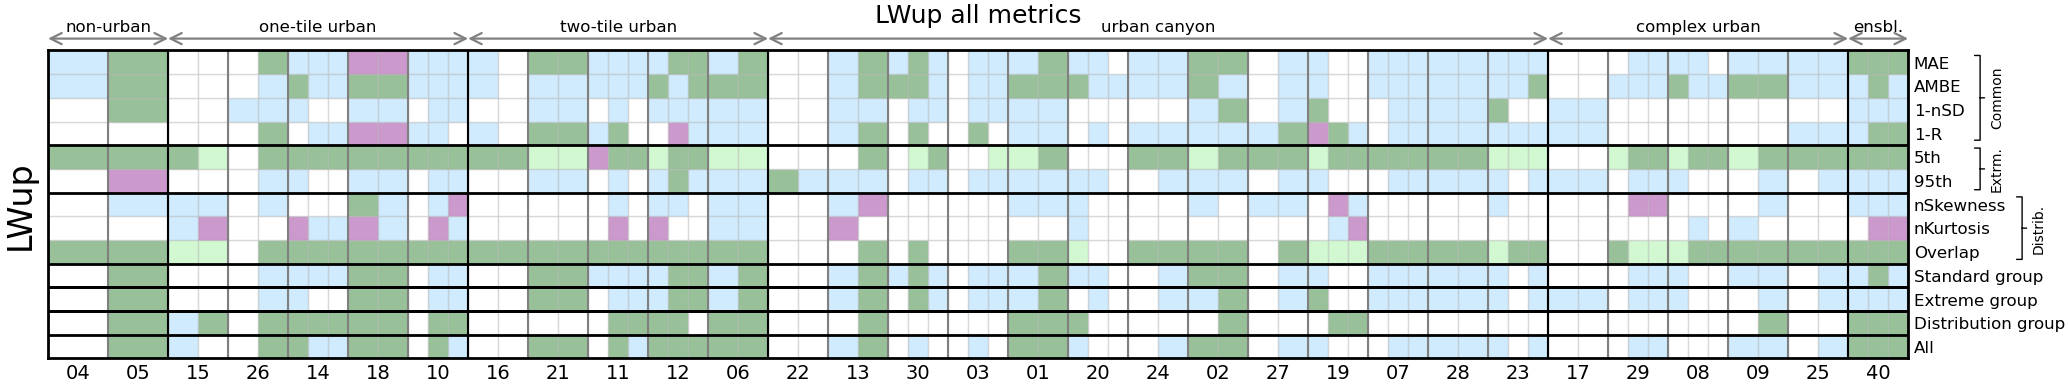 LWup all metrics
non-urban one-tile urban two-tile urban urban canyon complex urban ensbl.
LWup
MAE
AMBE
1-nSD
1-R
Common
5th
95th
Extrm.
nSkewness
nKurtosis
Overlap
Distrib.
Standard group
Extreme group
Distribution group
All
04 05 15 26 14 18 10 16 21 11 12 06 22 13 30 03 01 20 24 02 27 19 07 28 23 17 29 08 09 25 40